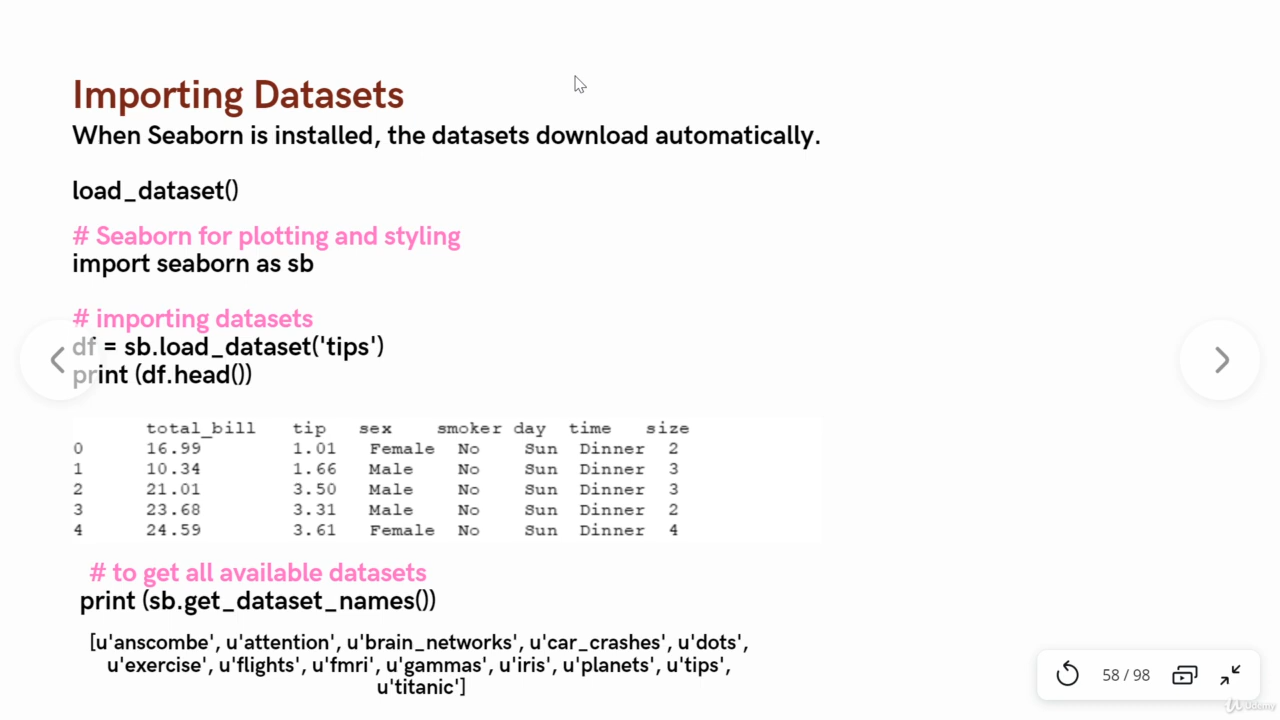 Importing Datasets
When Seaborn is installed, the datasets download automatically.
load_dataset()
# Seaborn for plotting and styling
import seaborn as sb
# importing datasets
df = sb.load_dataset('tips')
print (df.head())
total_bill tip sex smoker day time size
0 16.99 1.01 Female No Sun Dinner 2
1 10.34 1.66 Male No Sun Dinner 3
2 21.01 3.50 Male No Sun Dinner 3
3 23.68 3.31 Male No Sun Dinner 2
4 24.59 3.61 Female No Sun Dinner 4
# to get all available datasets
print (sb.get_dataset_names())
[u'anscombe', u'attention', u'brain_networks', u'car_crashes', u'dots',
u'exercise', u'flights', u'fmri', u'gammas', u'iris', u'planets', u'tips',
u'titanic']
58 / 98
Udemy